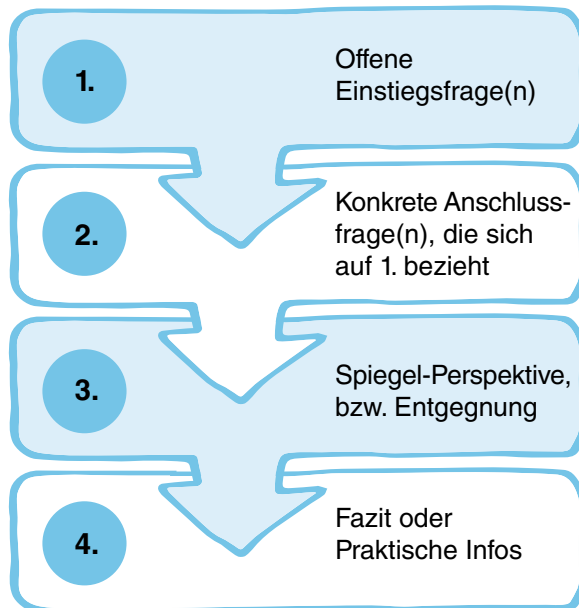 1.
Offene
Einstiegsfrage(n)
2.
Konkrete Anschluss-
frage(n), die sich
auf 1. bezieht
3.
Spiegel-Perspektive,
bzw. Entgegnung
4.
Fazit oder
Praktische Infos